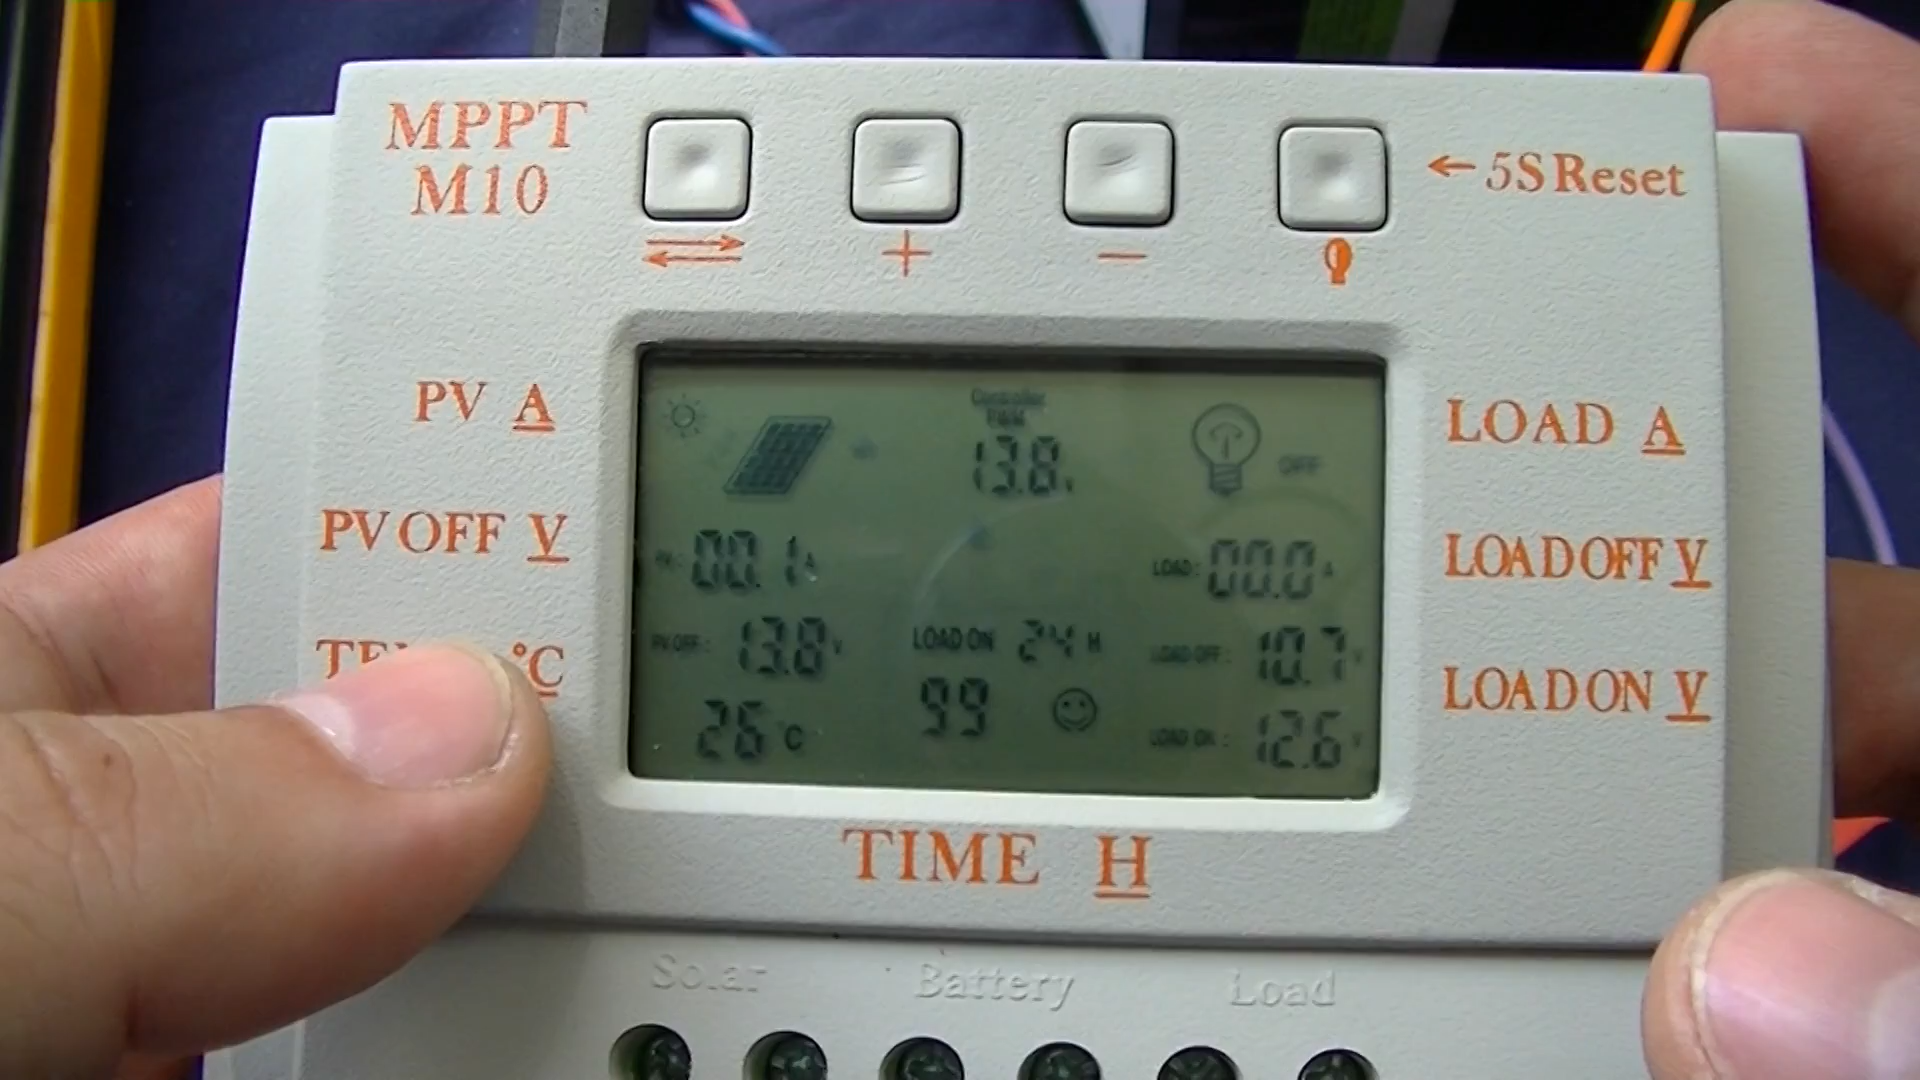 MPPT
M10
←5S Reset
+
−
PV A
PV OFF V
°C
LOAD A
LOAD OFF V
LOAD ON V
Controller
PWM
13.8 V
OFF
PV: 00.1 A
LOAD: 00.0 A
PV OFF: 13.8 V
LOAD ON 24 H
LOAD OFF: 10.7 V
26 °C
99
LOAD ON: 12.6 V
TIME H
Solar
Battery
Load